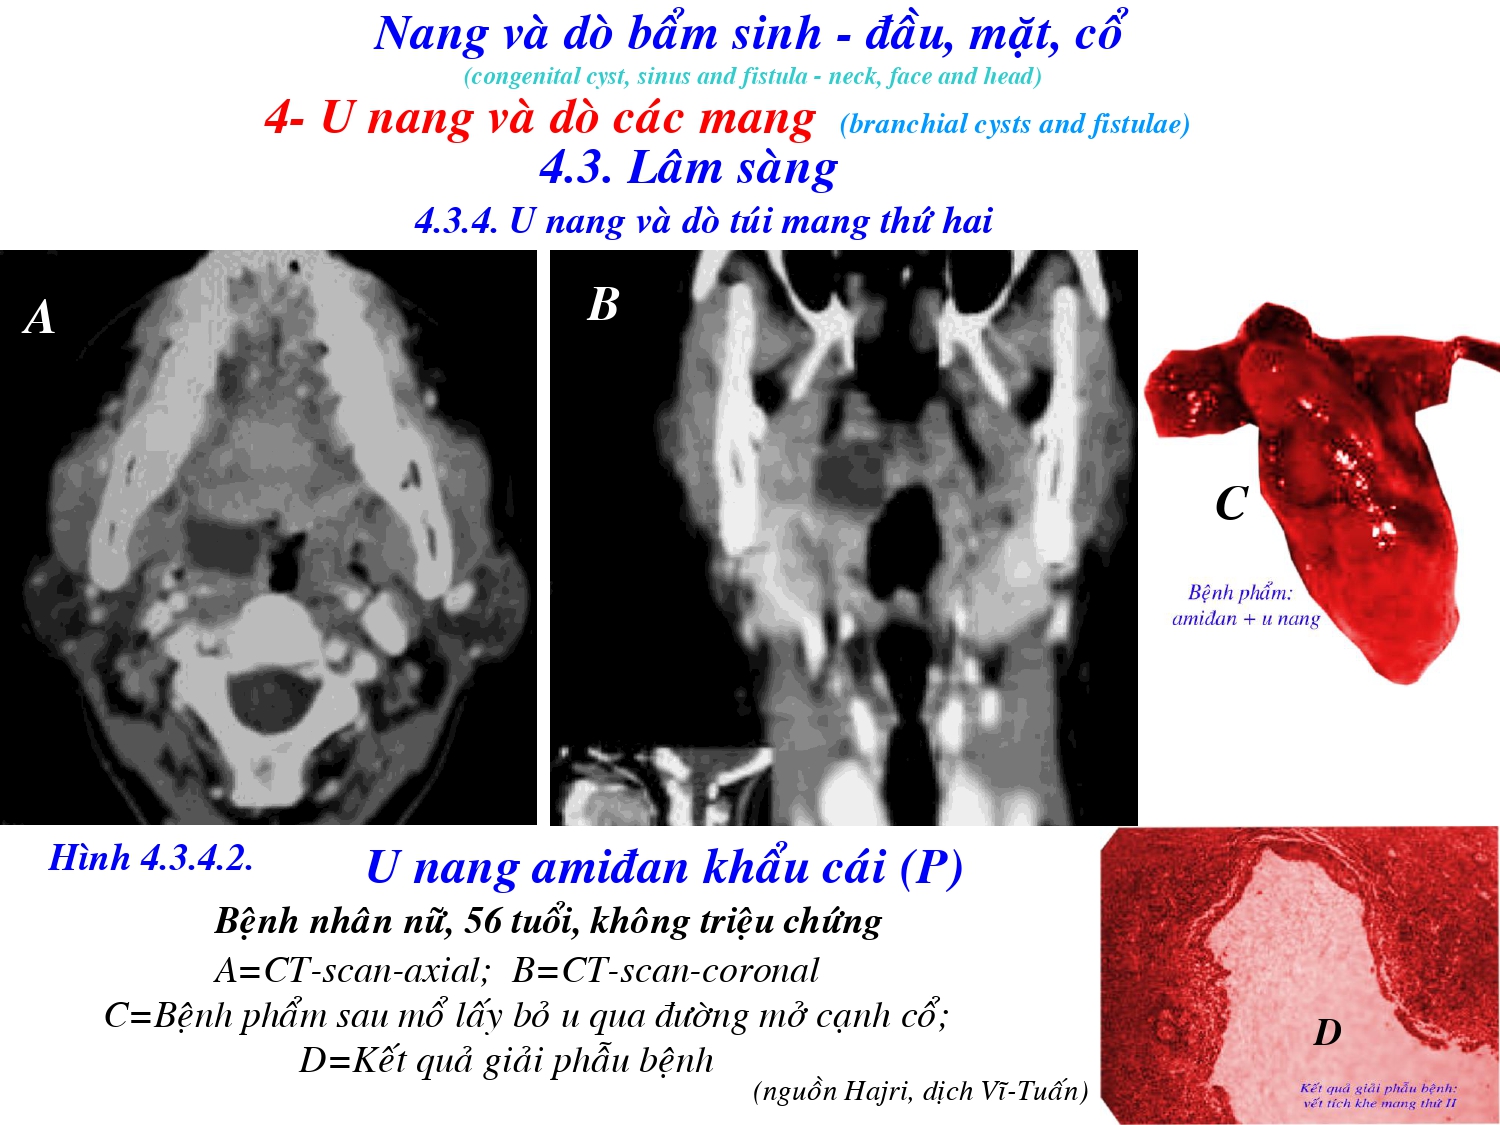 Nang và dò bẩm sinh - đầu, mặt, cổ
(congenital cyst, sinus and fistula - neck, face and head)
4- U nang và dò các mang (branchial cysts and fistulae)
4.3. Lâm sàng
4.3.4. U nang và dò túi mang thứ hai
A
B
C
Bệnh phẩm:
amiđan + u nang
Hình 4.3.4.2. U nang amiđan khẩu cái (P)
Bệnh nhân nữ, 56 tuổi, không triệu chứng
A=CT-scan-axial; B=CT-scan-coronal
C=Bệnh phẩm sau mổ lấy bỏ u qua đường mở cạnh cổ;
D=Kết quả giải phẫu bệnh
(nguồn Hajri, dịch Vĩ-Tuấn)
D
Kết quả giải phẫu bệnh:
vết tích khe mang thứ II